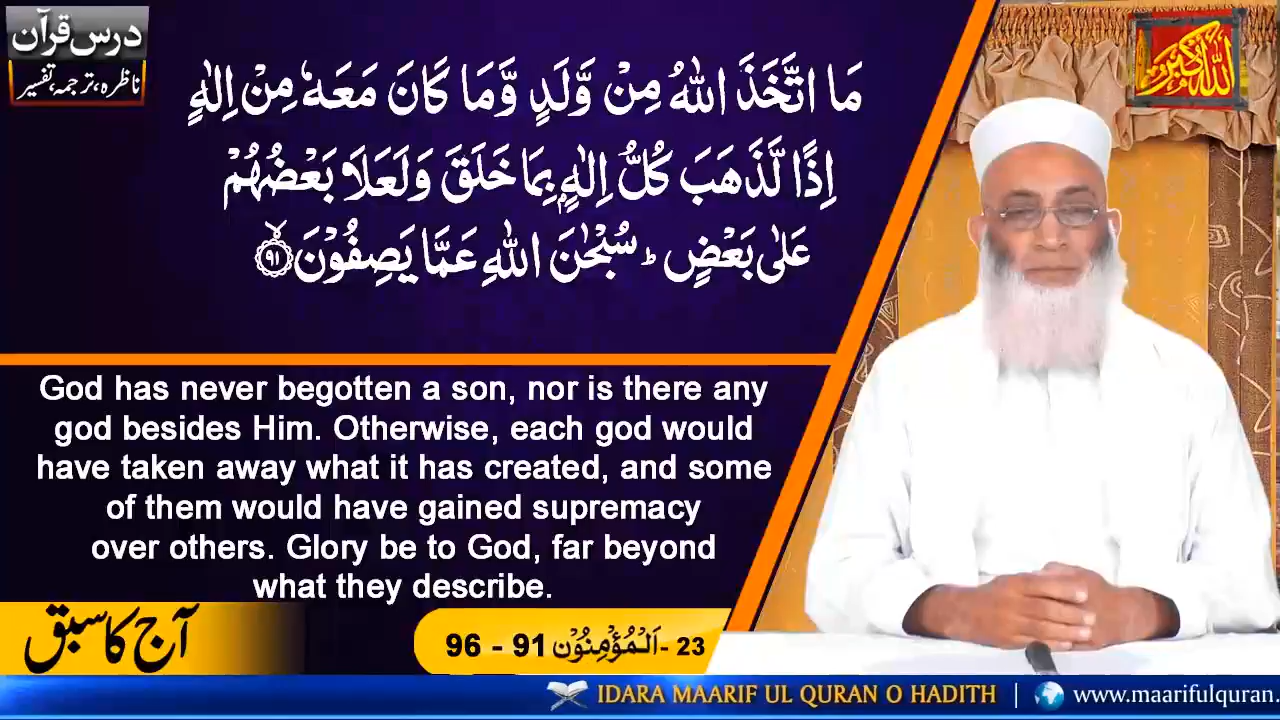 درس قرآن
ناظرہ، ترجمہ، تفسیر
اللہ اکبر
مَا اتَّخَذَ اللّٰهُ مِنْ وَّلَدٍ وَّمَا كَانَ مَعَهٗ مِنْ اِلٰهٍ
اِذًا لَّذَهَبَ كُلُّ اِلٰهٍۭ بِمَا خَلَقَ وَلَعَلَا بَعْضُهُمْ
عَلٰى بَعْضٍ ؕ سُبْحٰنَ اللّٰهِ عَمَّا يَصِفُوْنَۙ ۹۱
God has never begotten a son, nor is there any
god besides Him. Otherwise, each god would
have taken away what it has created, and some
of them would have gained supremacy
over others. Glory be to God, far beyond
what they describe.
آج کا سبق
23 - اَلْمُؤْمِنُوْن 91 - 96
IDARA MAARIF UL QURAN O HADITH | www.maarifulquran.